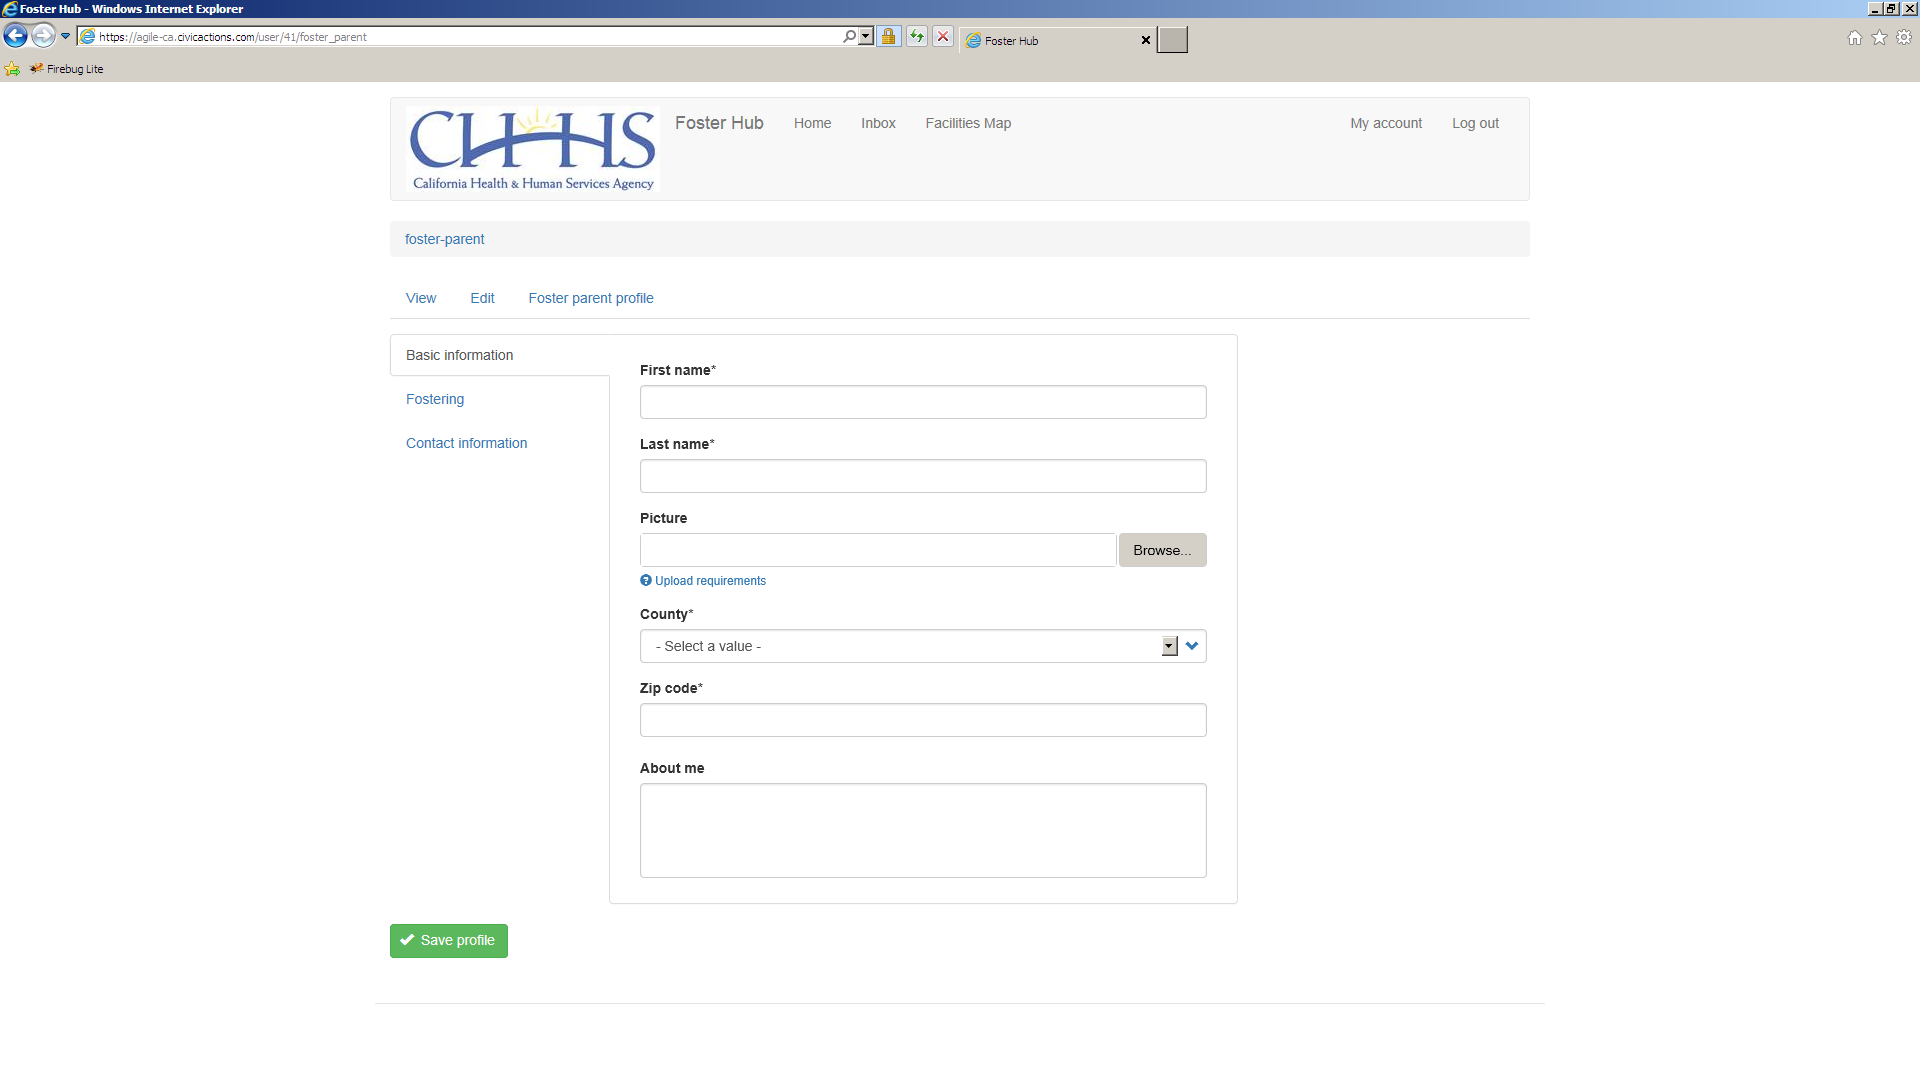 Foster Hub - Windows Internet Explorer
https://agile-ca.civicactions.com/user/41/foster_parent
Foster Hub
Firebug Lite
CHHS
California Health & Human Services Agency
Foster Hub
Home
Inbox
Facilities Map
My account
Log out
foster-parent
View
Edit
Foster parent profile
Basic information
Fostering
Contact information
First name*
Last name*
Picture
Browse...
Upload requirements
County*
- Select a value -
Zip code*
About me
Save profile